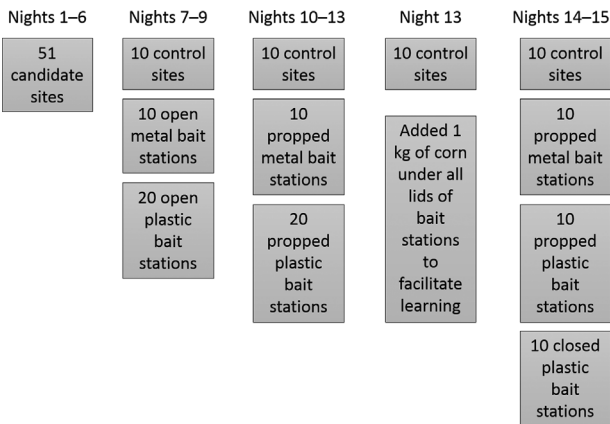 Nights 1–6
51
candidate
sites
Nights 7–9
10 control
sites
10 open
metal bait
stations
20 open
plastic
bait
stations
Nights 10–13
10 control
sites
10
propped
metal bait
stations
20
propped
plastic
bait
stations
Night 13
10 control
sites
Added 1
kg of corn
under all
lids of
bait
stations
to
facilitate
learning
Nights 14–15
10 control
sites
10
propped
metal bait
stations
10
propped
plastic
bait
stations
10 closed
plastic
bait
stations